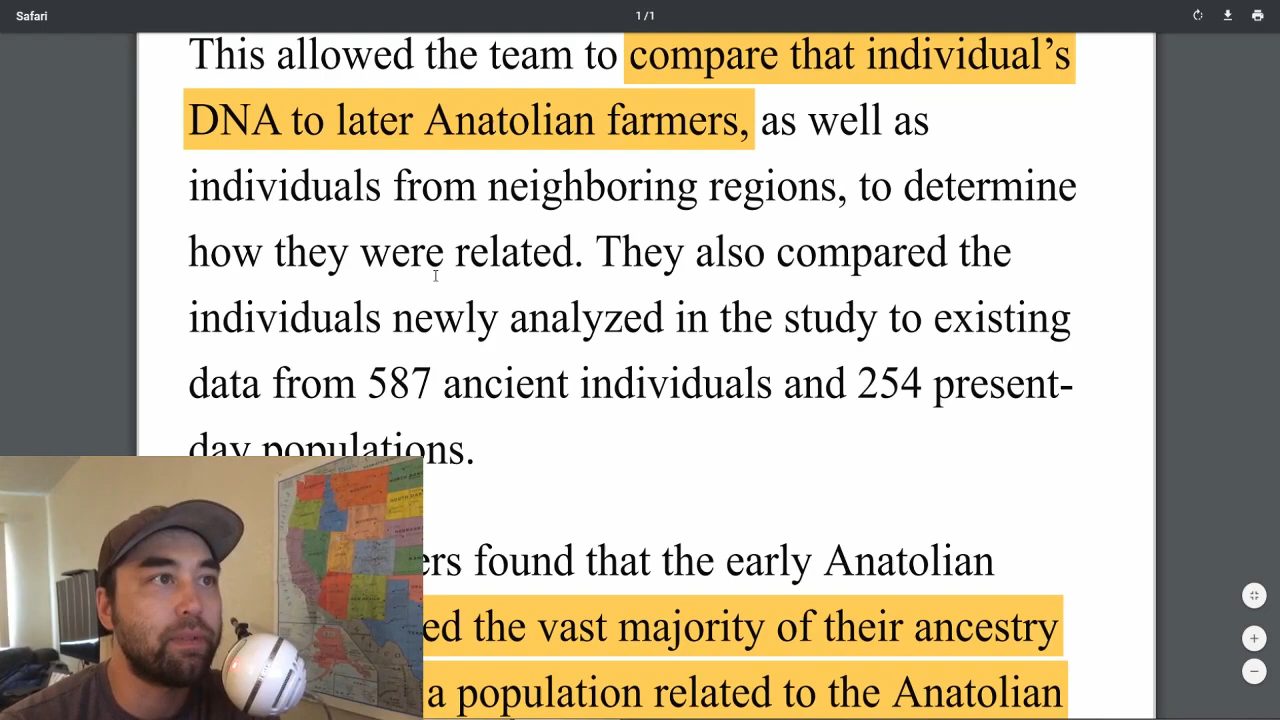 Safari
1 / 1
This allowed the team to compare that individual's
DNA to later Anatolian farmers, as well as
individuals from neighboring regions, to determine
how they were related. They also compared the
individuals newly analyzed in the study to existing
data from 587 ancient individuals and 254 present-
day populations.
ers found that the early Anatolian
ed the vast majority of their ancestry
a population related to the Anatolian